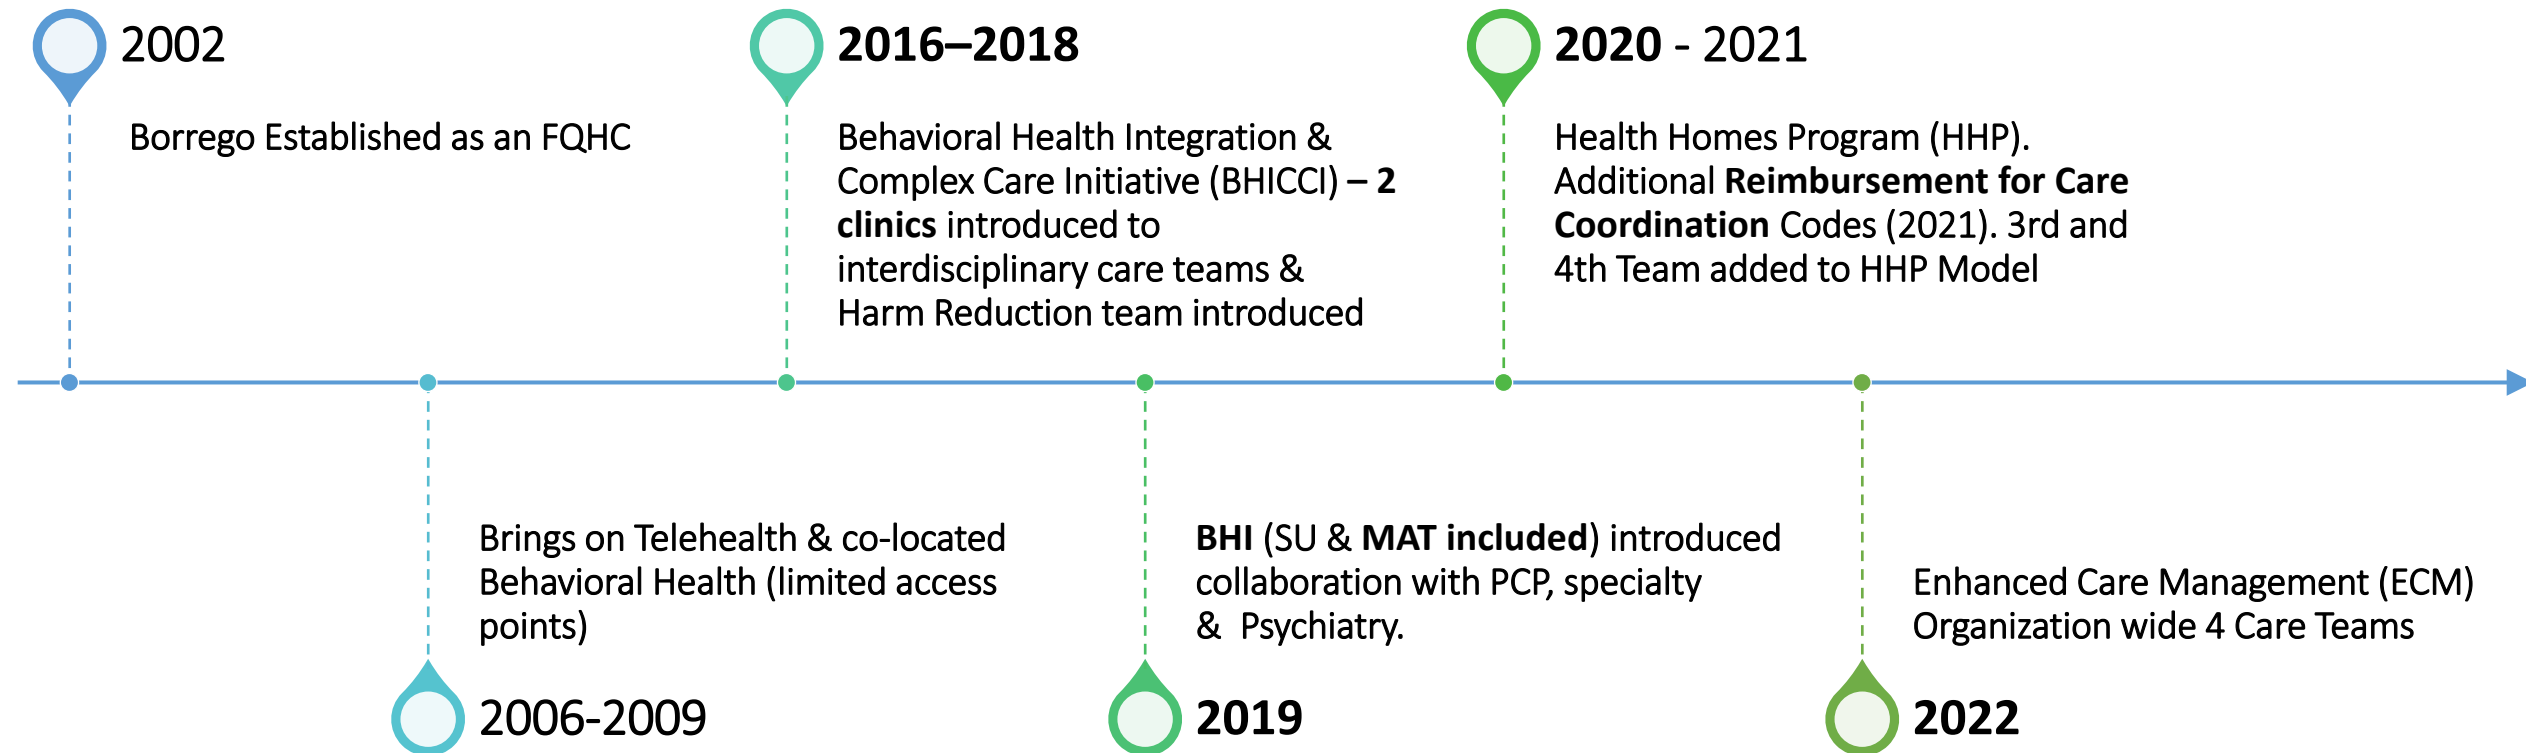 2002
Borrego Established as an FQHC
2006-2009
Brings on Telehealth & co-located
Behavioral Health (limited access
points)
2016–2018
Behavioral Health Integration &
Complex Care Initiative (BHICCI) – 2
clinics introduced to
interdisciplinary care teams &
Harm Reduction team introduced
2019
BHI (SU & MAT included) introduced
collaboration with PCP, specialty
&  Psychiatry.
2020 - 2021
Health Homes Program (HHP).
Additional Reimbursement for Care
Coordination Codes (2021). 3rd and
4th Team added to HHP Model
2022
Enhanced Care Management (ECM)
Organization wide 4 Care Teams